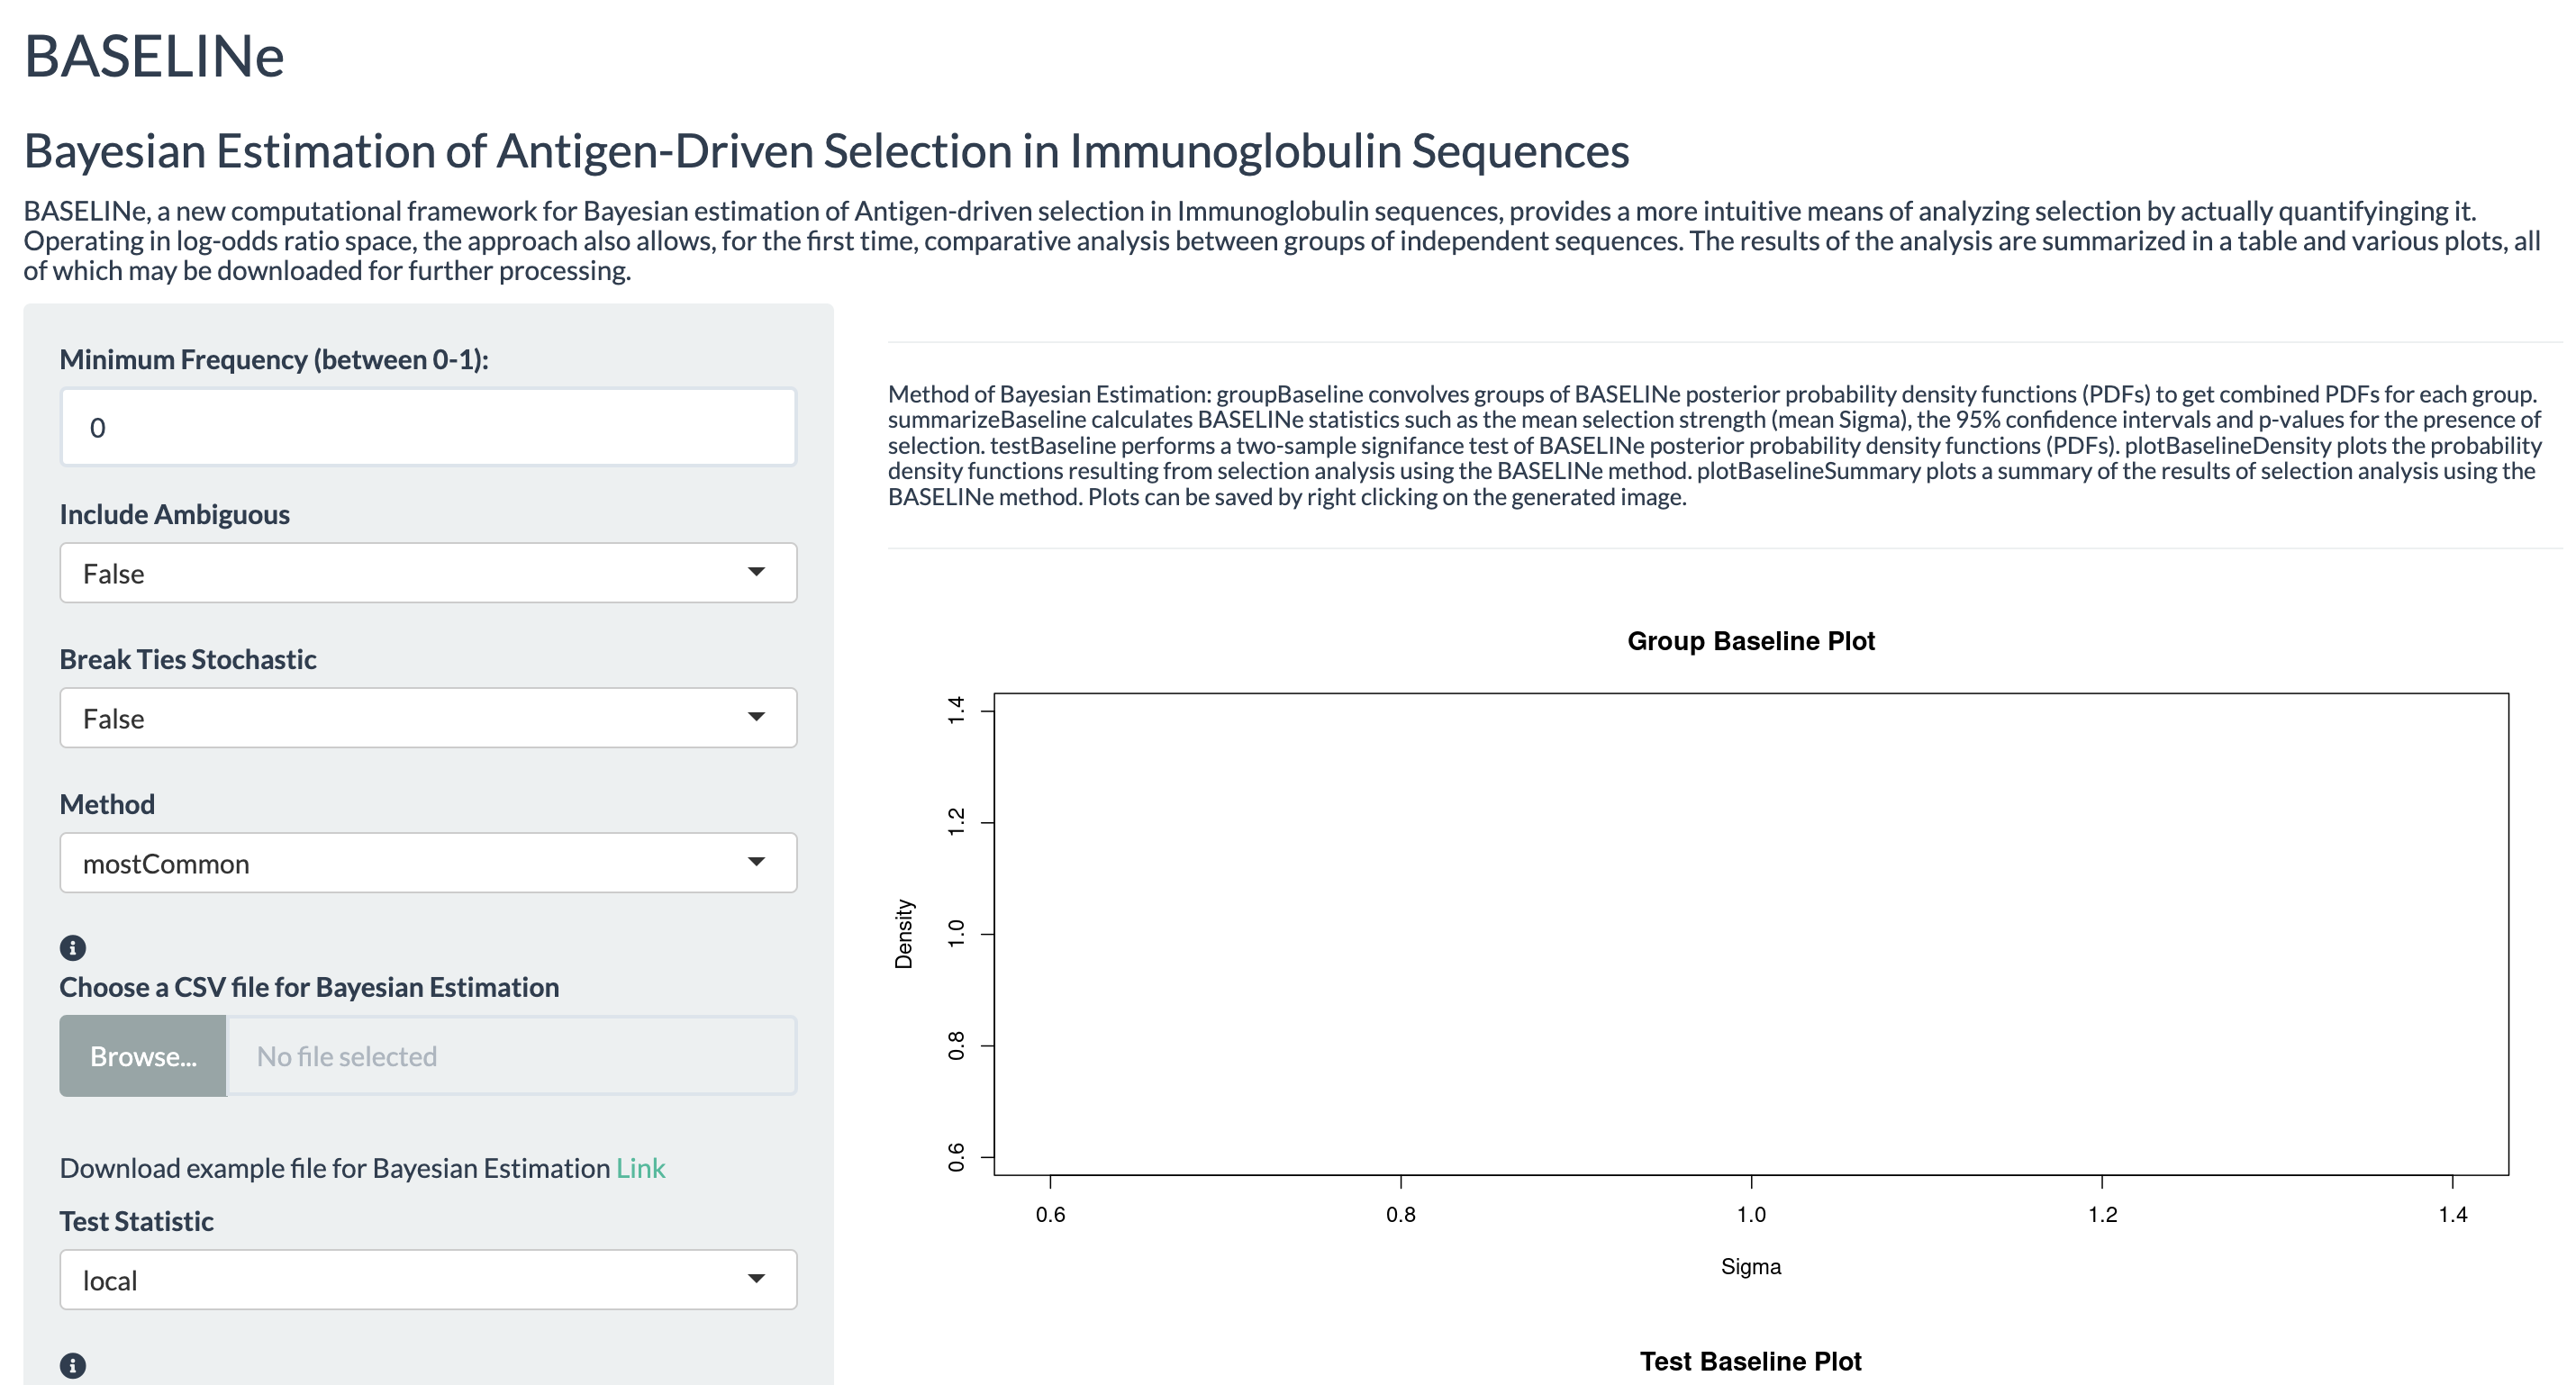 BASELINe
Bayesian Estimation of Antigen-Driven Selection in Immunoglobulin Sequences
BASELINe, a new computational framework for Bayesian estimation of Antigen-driven selection in Immunoglobulin sequences, provides a more intuitive means of analyzing selection by actually quantifyinging it.
Operating in log-odds ratio space, the approach also allows, for the first time, comparative analysis between groups of independent sequences. The results of the analysis are summarized in a table and various plots, all
of which may be downloaded for further processing.
Minimum Frequency (between 0-1):
0
Include Ambiguous
False
Break Ties Stochastic
False
Method
mostCommon
Choose a CSV file for Bayesian Estimation
Browse... No file selected
Download example file for Bayesian Estimation Link
Test Statistic
local
Method of Bayesian Estimation: groupBaseline convolves groups of BASELINe posterior probability density functions (PDFs) to get combined PDFs for each group.
summarizeBaseline calculates BASELINe statistics such as the mean selection strength (mean Sigma), the 95% confidence intervals and p-values for the presence of
selection. testBaseline performs a two-sample signifance test of BASELINe posterior probability density functions (PDFs). plotBaselineDensity plots the probability
density functions resulting from selection analysis using the BASELINe method. plotBaselineSummary plots a summary of the results of selection analysis using the
BASELINe method. Plots can be saved by right clicking on the generated image.
Group Baseline Plot
1.4
1.2
1.0
0.8
0.6
Density
0.6 0.8 1.0 1.2 1.4
Sigma
Test Baseline Plot